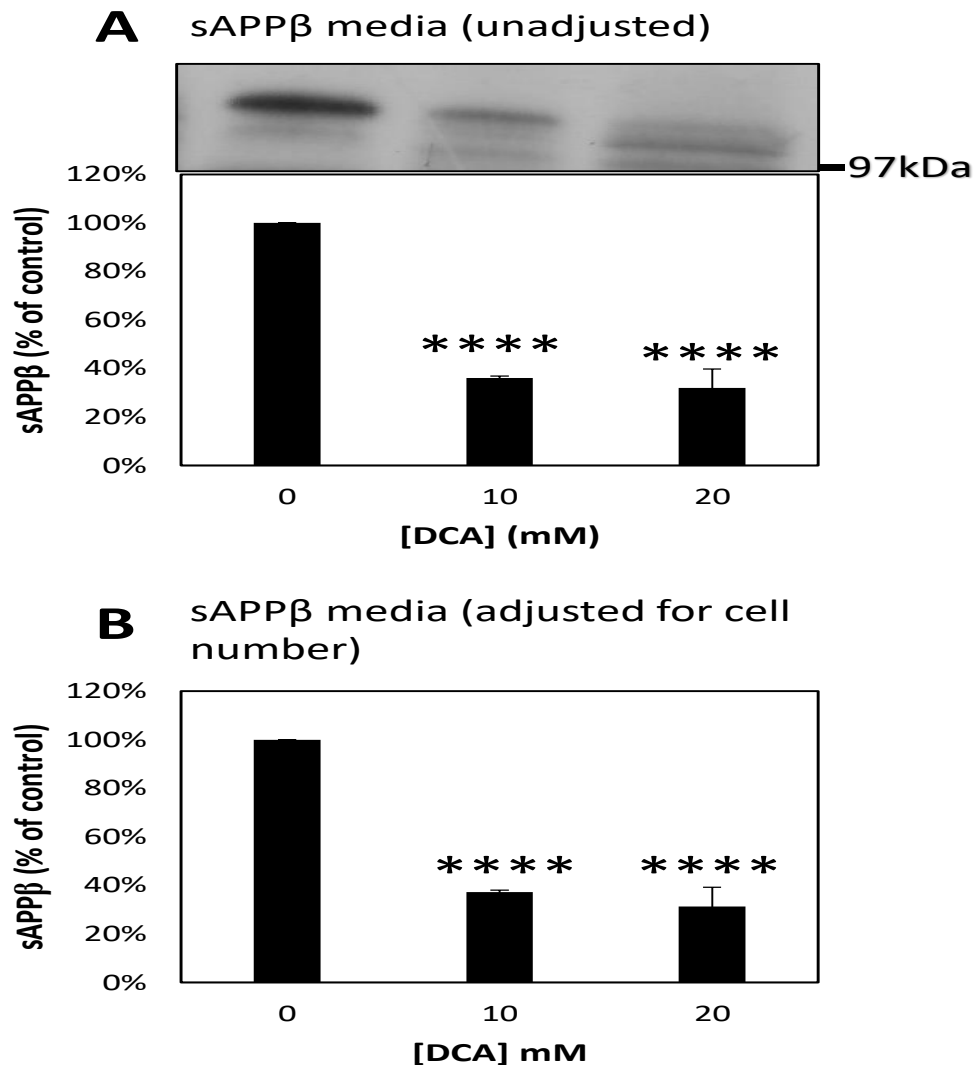 A sAPPβ media (unadjusted)
97kDa
120%
100%
80%
60%
40%
20%
0%
sAPPβ (% of control)
****
****
0 10 20
[DCA] (mM)
B sAPPβ media (adjusted for cell
number)
120%
100%
80%
60%
40%
20%
0%
sAPPβ (% of control)
****
****
0 10 20
[DCA] mM